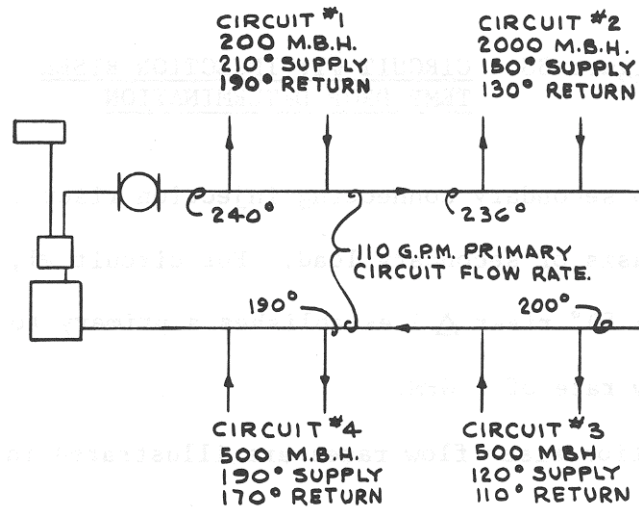 CIRCUIT #1
200 M.B.H.
210° SUPPLY
190° RETURN
CIRCUIT #2
2000 M.B.H.
150° SUPPLY
130° RETURN
240°
236°
110 G.P.M. PRIMARY
CIRCUIT FLOW RATE.
190°
200°
CIRCUIT #4
500 M.B.H.
190° SUPPLY
170° RETURN
CIRCUIT #3
500 MBH
120° SUPPLY
110° RETURN